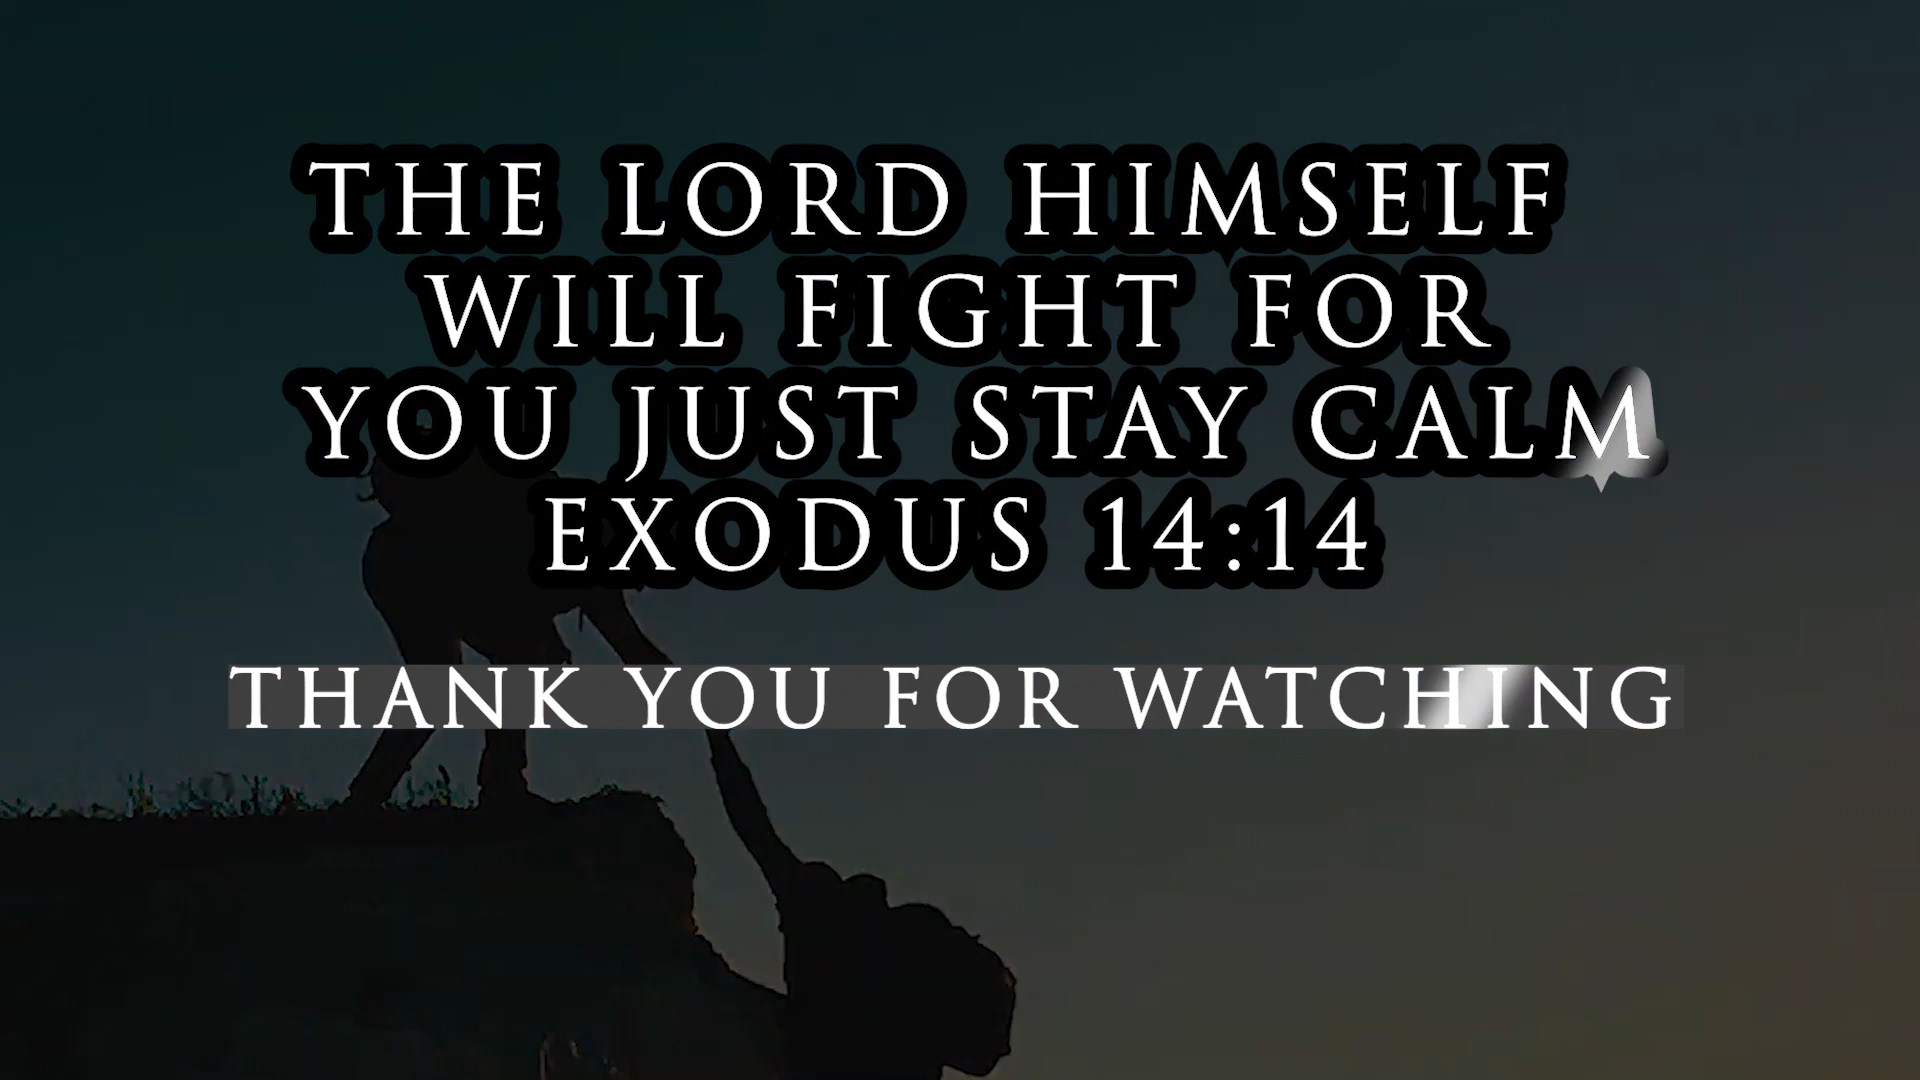 THE LORD HIMSELF
WILL FIGHT FOR
YOU JUST STAY CALM
EXODUS 14:14
THANK YOU FOR WATCHING